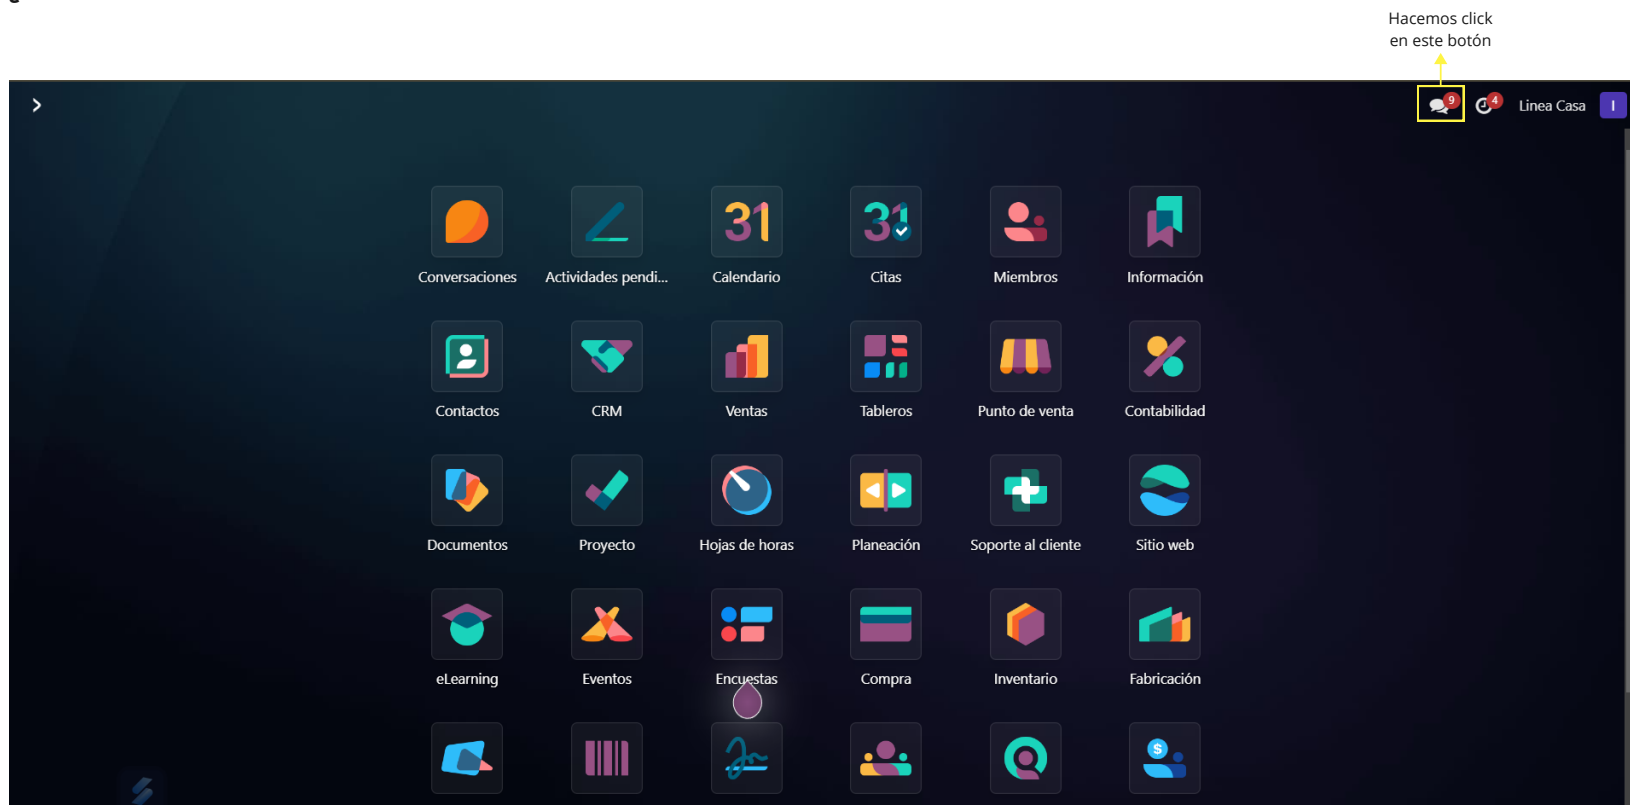 Hacemos click
en este botón
9
4
Linea Casa
I
31
31
Conversaciones
Actividades pendi...
Calendario
Citas
Miembros
Información
Contactos
CRM
Ventas
Tableros
Punto de venta
Contabilidad
Documentos
Proyecto
Hojas de horas
Planeación
Soporte al cliente
Sitio web
eLearning
Eventos
Encuestas
Compra
Inventario
Fabricación
$